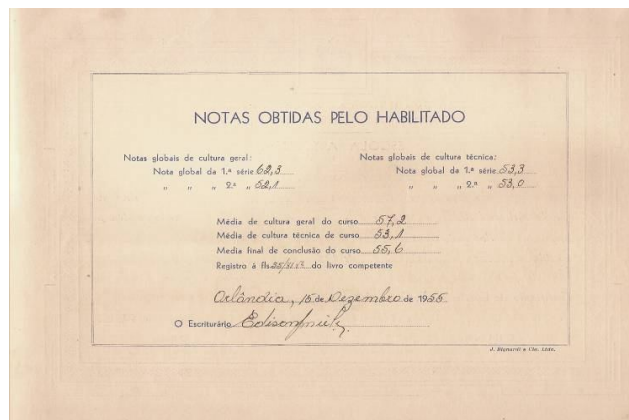 NOTAS OBTIDAS PELO HABILITADO
Notas globais de cultura geral:
Nota global da 1.ª série 62,3
" " " 2.ª " 52,1
Notas globais de cultura técnica:
Nota global da 1.ª série 53,3
" " " 2.ª " 53,0
Média de cultura geral do curso 57,2
Média de cultura técnica de curso 53,1
Media final de conclusão do curso 55,6
Registro à fls. do livro competente
Orlândia, 15 de Dezembro de 1955.
O Escriturário Edison
J. Bignardi & Cia. Ltda.